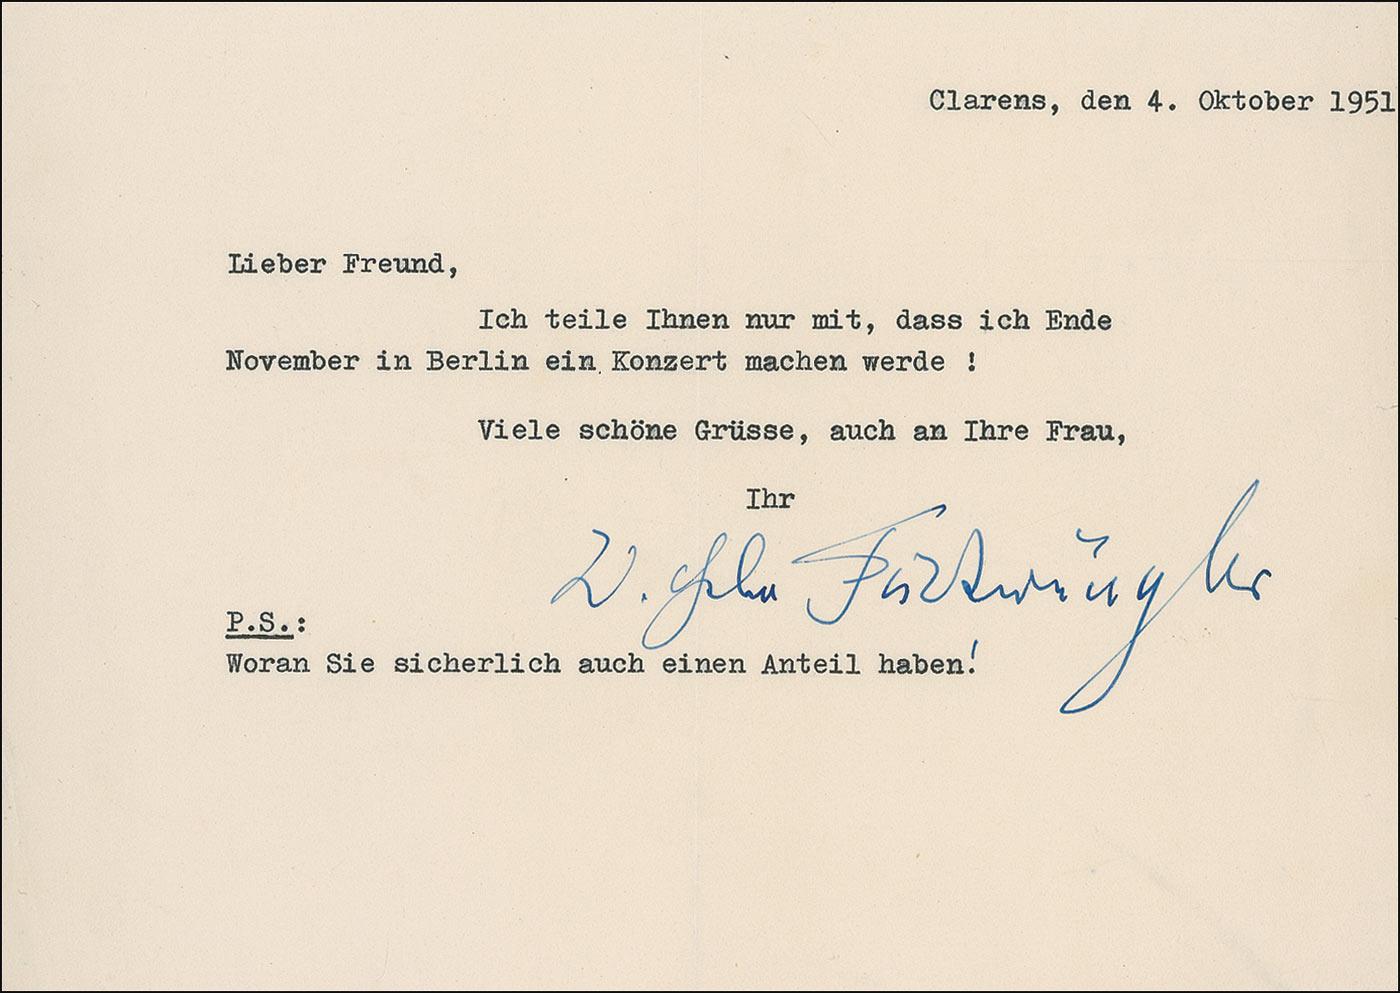 Clarens, den 4. Oktober 1951
Lieber Freund,
Ich teile Ihnen nur mit, dass ich Ende
November in Berlin ein Konzert machen werde !
Viele schöne Grüsse, auch an Ihre Frau,
Ihr
Furtwängler
P.S.:
Woran Sie sicherlich auch einen Anteil haben!